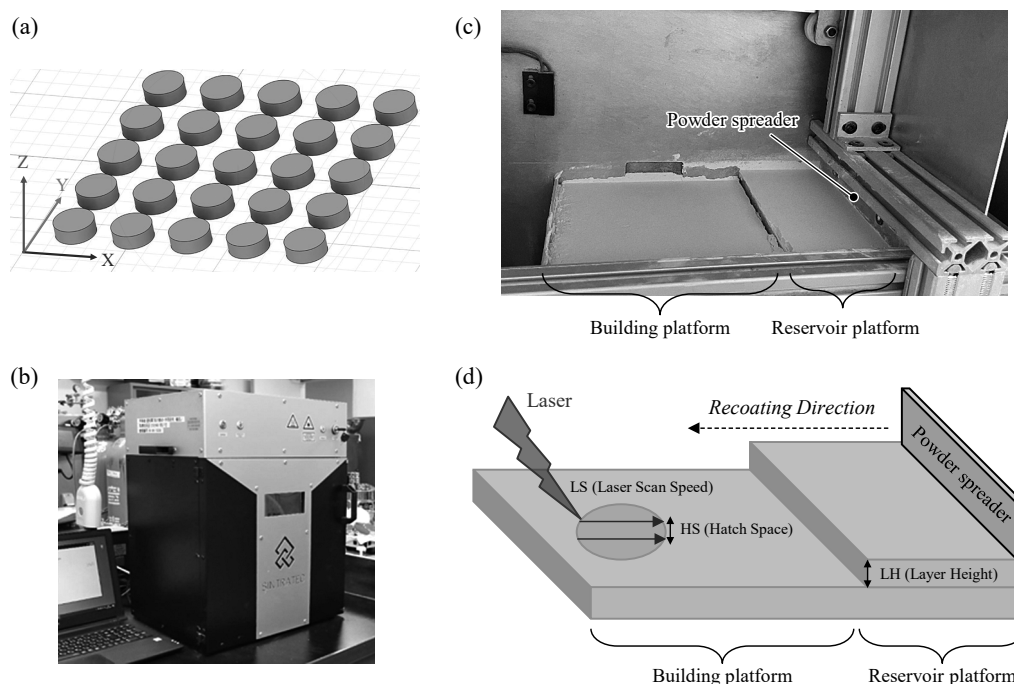 (a)
Z
Y
X
(b)
SINTRATEC
(c)
Powder spreader
Building platform
Reservoir platform
(d)
Laser
Recoating Direction
Powder spreader
LS (Laser Scan Speed)
HS (Hatch Space)
LH (Layer Height)
Building platform
Reservoir platform